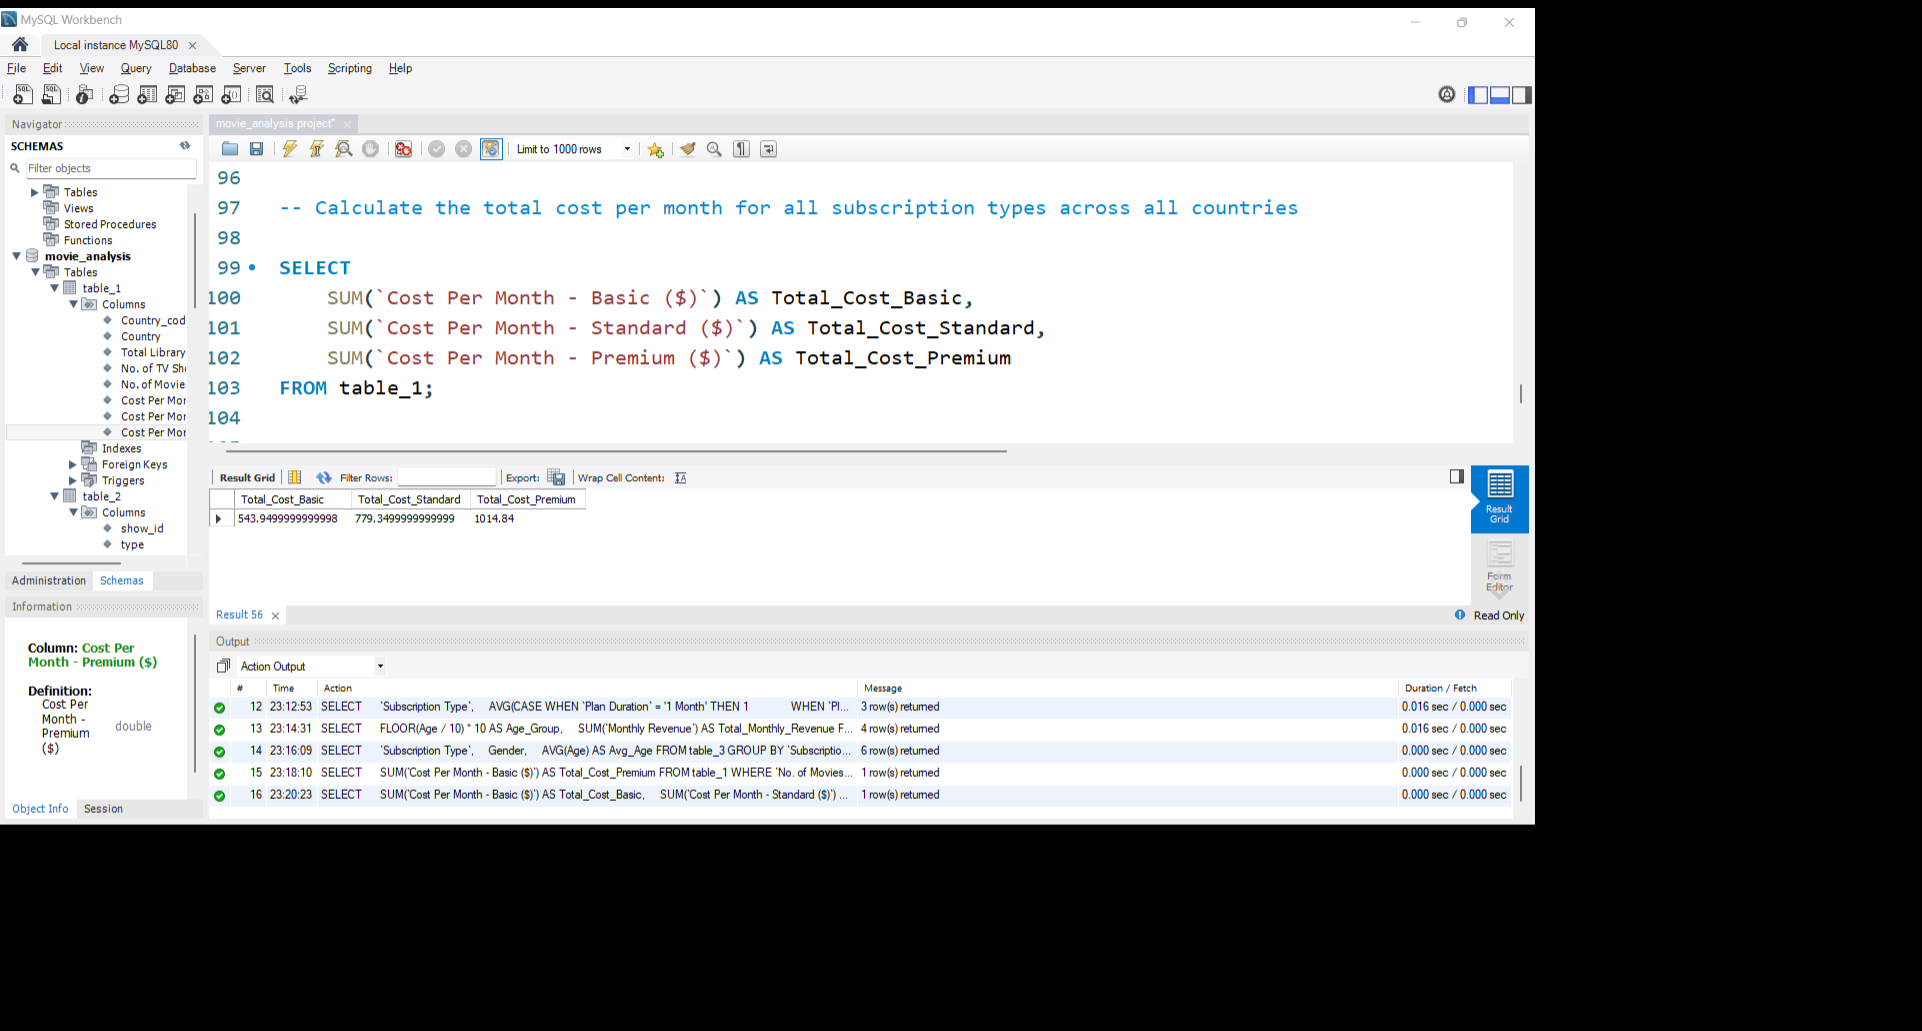 MySQL Workbench
Local instance MySQL80
File Edit View Query Database Server Tools Scripting Help
Navigator
SCHEMAS
Filter objects
Tables
Views
Stored Procedures
Functions
movie_analysis
Tables
table_1
Columns
Country_cod
Country
Total Library
No. of TV Sh
No. of Movie
Cost Per Mor
Cost Per Mor
Cost Per Mor
Indexes
Foreign Keys
Triggers
table_2
Columns
show_id
type
Administration Schemas
Information
Column: Cost Per
Month - Premium ($)
Definition:
Cost Per
Month -
Premium
($)
double
Object Info Session
movie_analysis project*
Limit to 1000 rows
96
97 -- Calculate the total cost per month for all subscription types across all countries
98
99 SELECT
100 SUM(`Cost Per Month - Basic ($)`) AS Total_Cost_Basic,
101 SUM(`Cost Per Month - Standard ($)`) AS Total_Cost_Standard,
102 SUM(`Cost Per Month - Premium ($)`) AS Total_Cost_Premium
103 FROM table_1;
104
Result Grid Filter Rows: Export: Wrap Cell Content:
Total_Cost_Basic Total_Cost_Standard Total_Cost_Premium
543.9499999999998 779.3499999999999 1014.84
Result
Grid
Form
Editor
Result 56
Read Only
Output
Action Output
# Time Action Message Duration / Fetch
12 23:12:53 SELECT `Subscription Type`, AVG(CASE WHEN `Plan Duration` = '1 Month' THEN 1 WHEN `Pl... 3 row(s) returned 0.016 sec / 0.000 sec
13 23:14:31 SELECT FLOOR(Age / 10) * 10 AS Age_Group, SUM(`Monthly Revenue`) AS Total_Monthly_Revenue F... 4 row(s) returned 0.016 sec / 0.000 sec
14 23:16:09 SELECT `Subscription Type`, Gender, AVG(Age) AS Avg_Age FROM table_3 GROUP BY `Subscriptio... 6 row(s) returned 0.000 sec / 0.000 sec
15 23:18:10 SELECT SUM(`Cost Per Month - Basic ($)`) AS Total_Cost_Premium FROM table_1 WHERE `No. of Movies... 1 row(s) returned 0.000 sec / 0.000 sec
16 23:20:23 SELECT SUM(`Cost Per Month - Basic ($)`) AS Total_Cost_Basic, SUM(`Cost Per Month - Standard ($)`) ... 1 row(s) returned 0.000 sec / 0.000 sec